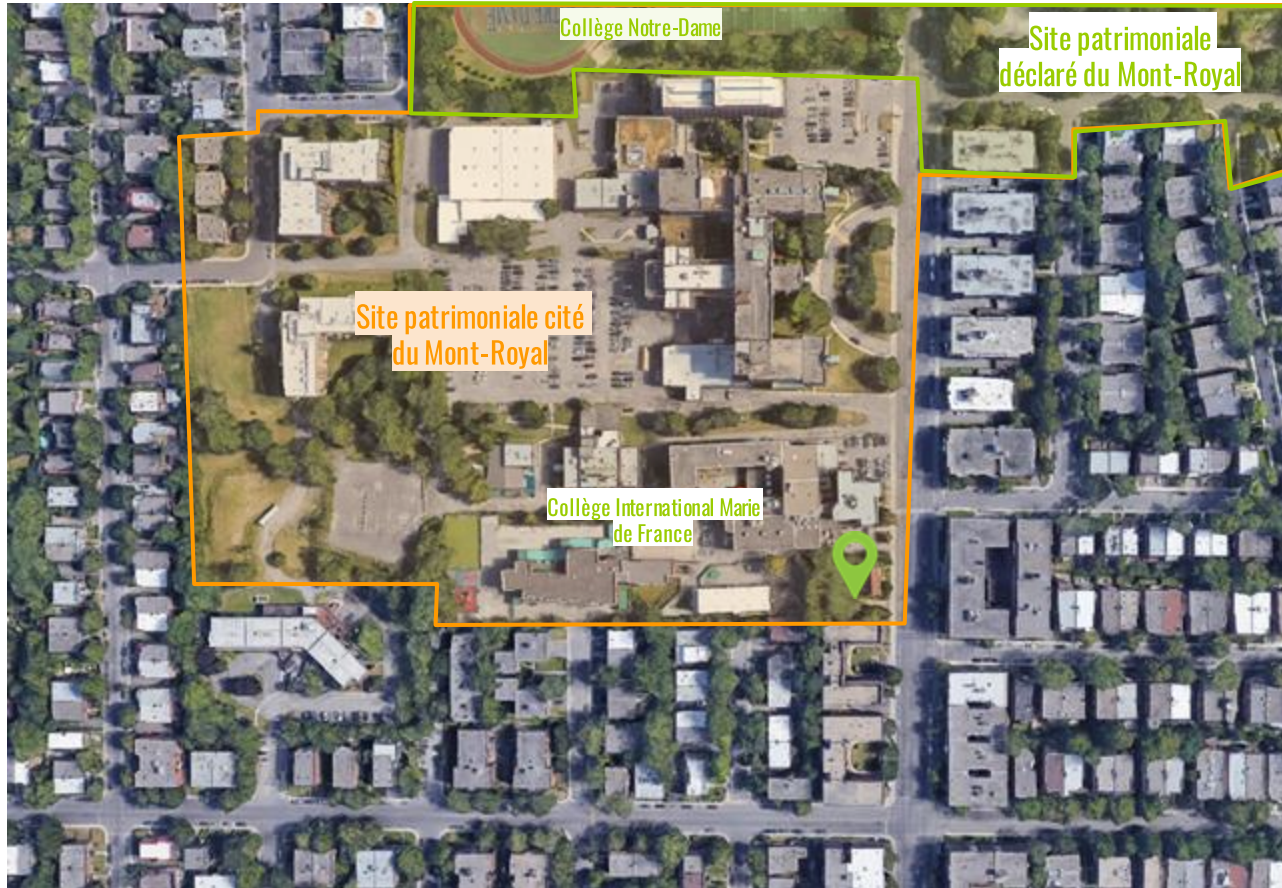 Collège Notre-Dame
Site patrimoniale
déclaré du Mont-Royal
Site patrimoniale cité
du Mont-Royal
Collège International Marie
de France